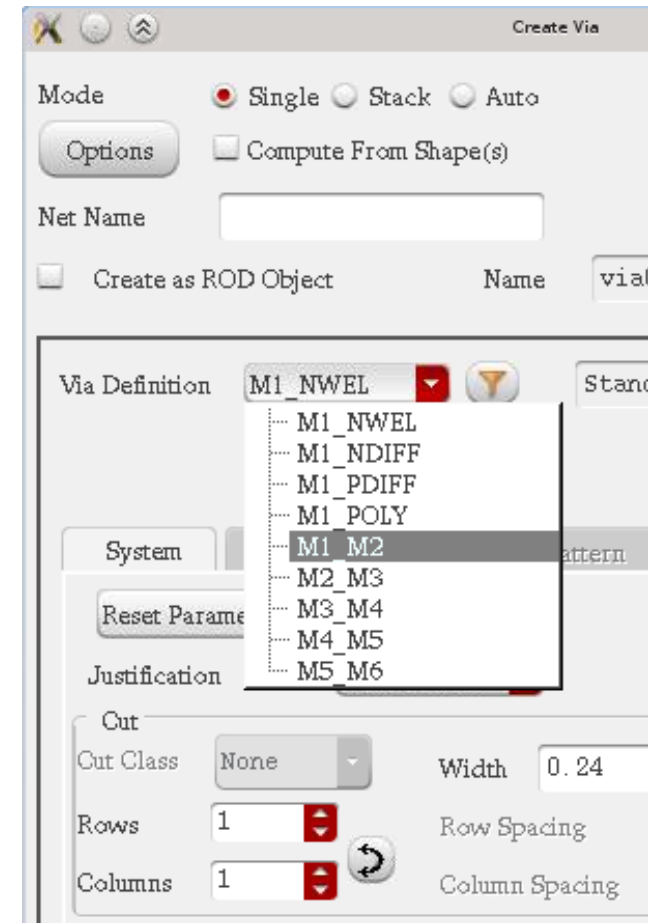 Create Via
Mode Single Stack Auto
Options Compute From Shape(s)
Net Name
Create as ROD Object Name
Via Definition M1_NWEL
M1_NWEL
M1_NDIFF
M1_PDIFF
M1_POLY
M1_M2
M2_M3
M3_M4
M4_M5
M5_M6
System
Reset
Justification
Cut
Cut Class None Width 0.24
Rows 1 Row Spacing
Columns 1 Column Spacing